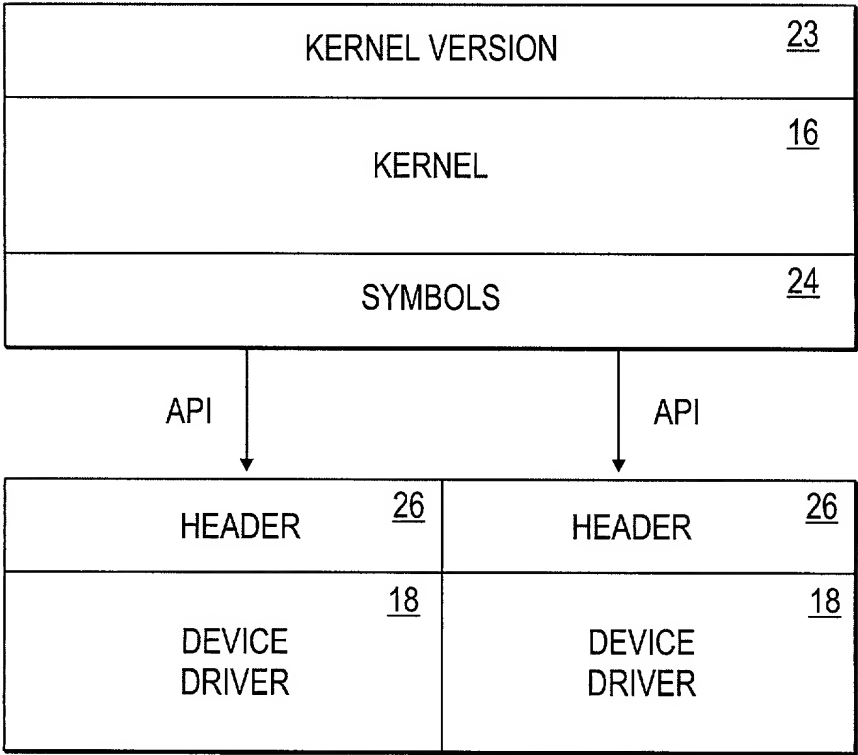 KERNEL VERSION 23
KERNEL 16
SYMBOLS 24
API API
HEADER 26 HEADER 26
DEVICE DRIVER 18 DEVICE DRIVER 18